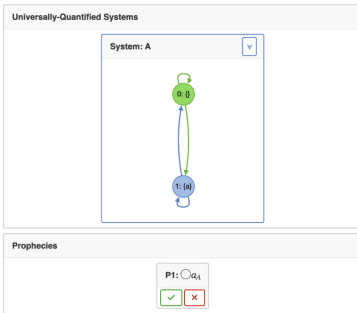 Universally-Quantified Systems
System: A
∀
0: {}
1: {a}
Prophecies
P1: ◯a_A